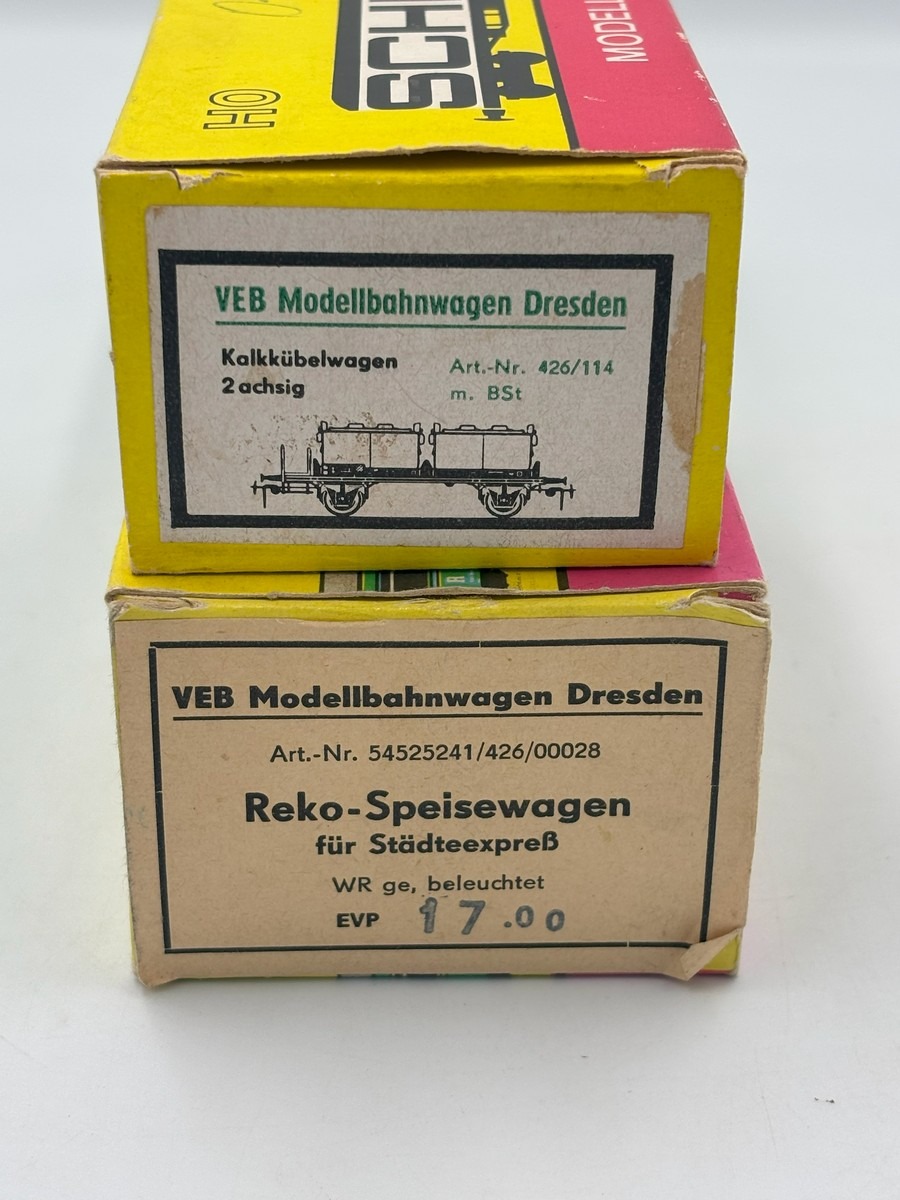 HO
SCH
MODELL
VEB Modellbahnwagen Dresden
Kalkkübelwagen
2achsig
Art.-Nr. 426/114
m. BSt
VEB Modellbahnwagen Dresden
Art.-Nr. 54525241/426/00028
Reko-Speisewagen
für Städteexpreß
WR ge, beleuchtet
EVP 17.00